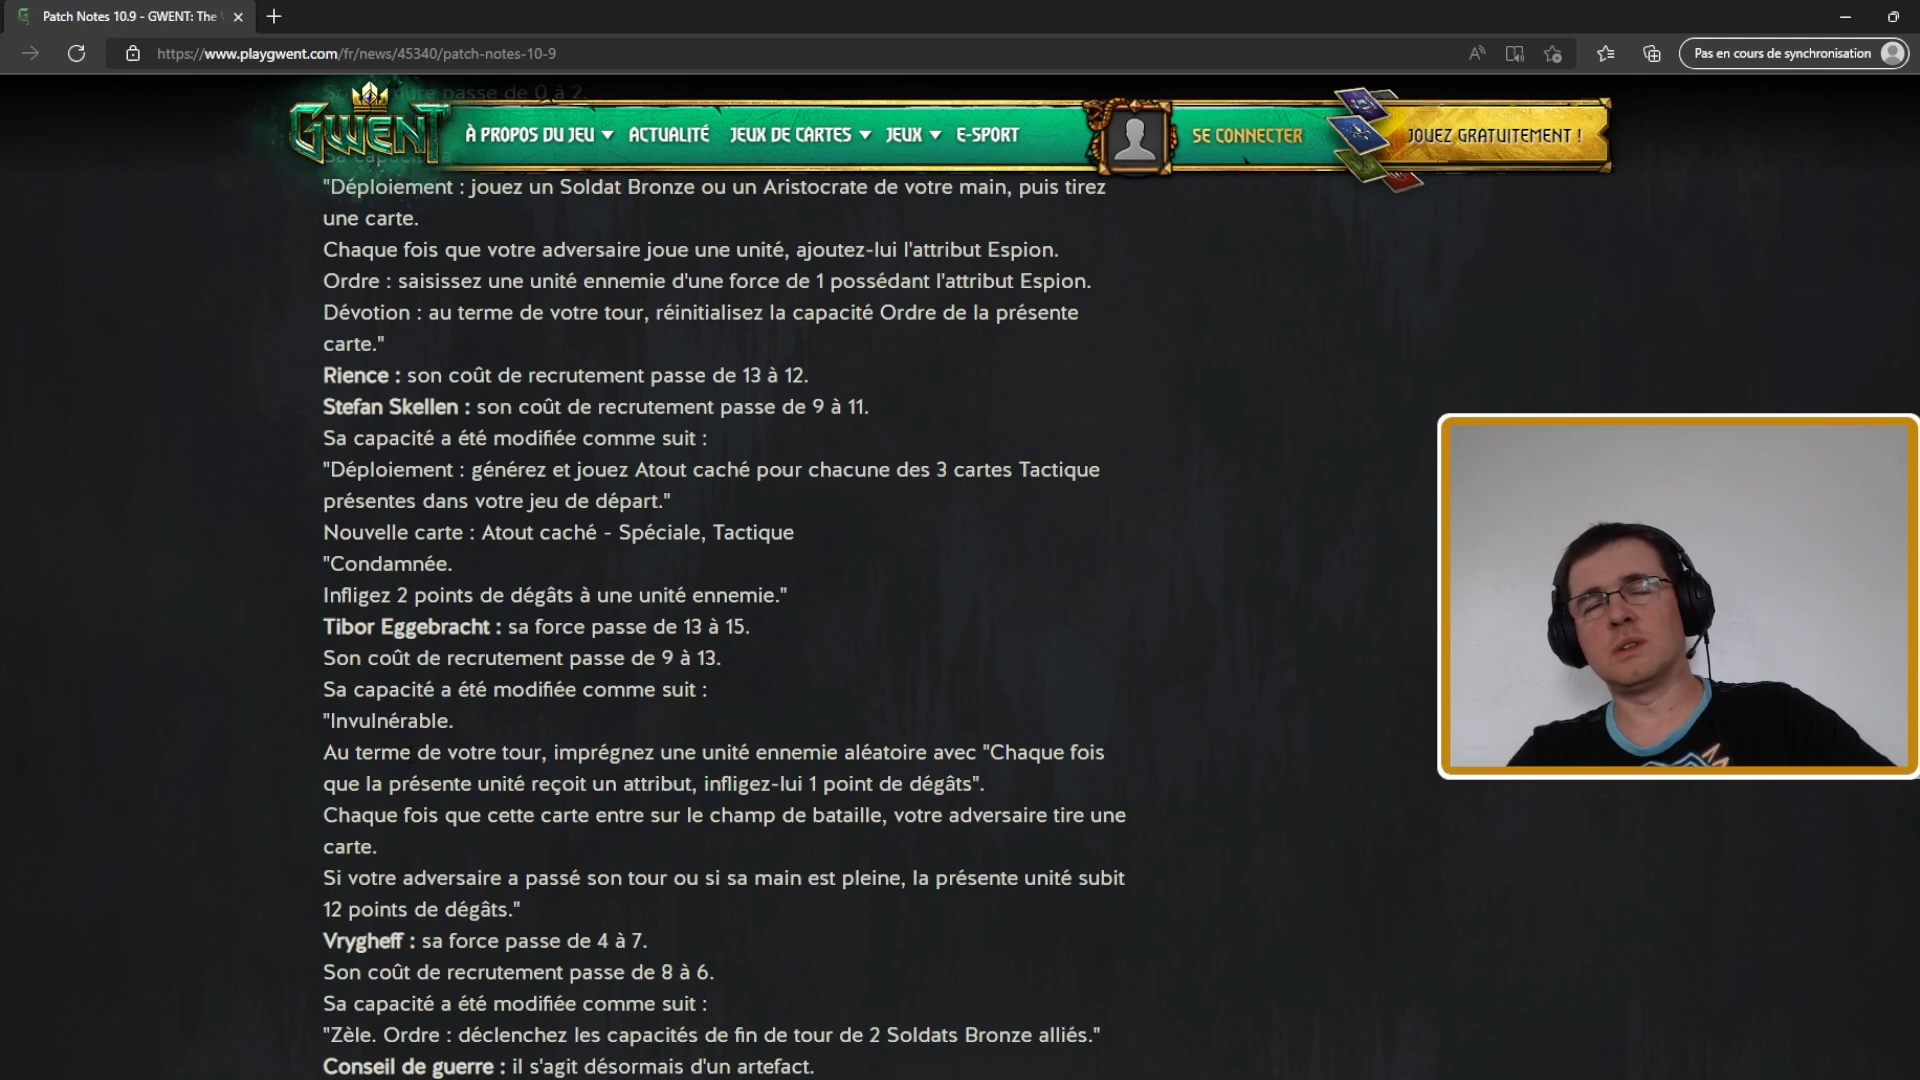 Patch Notes 10.9 - GWENT: The
https://www.playgwent.com/fr/news/45340/patch-notes-10-9
Pas en cours de synchronisation
passe de 0 à 2.
GWENT
À PROPOS DU JEU
ACTUALITÉ
JEUX DE CARTES
JEUX
E-SPORT
SE CONNECTER
JOUEZ GRATUITEMENT !
"Déploiement : jouez un Soldat Bronze ou un Aristocrate de votre main, puis tirez
une carte.
Chaque fois que votre adversaire joue une unité, ajoutez-lui l'attribut Espion.
Ordre : saisissez une unité ennemie d'une force de 1 possédant l'attribut Espion.
Dévotion : au terme de votre tour, réinitialisez la capacité Ordre de la présente
carte."
Rience : son coût de recrutement passe de 13 à 12.
Stefan Skellen : son coût de recrutement passe de 9 à 11.
Sa capacité a été modifiée comme suit :
"Déploiement : générez et jouez Atout caché pour chacune des 3 cartes Tactique
présentes dans votre jeu de départ."
Nouvelle carte : Atout caché - Spéciale, Tactique
"Condamnée.
Infligez 2 points de dégâts à une unité ennemie."
Tibor Eggebracht : sa force passe de 13 à 15.
Son coût de recrutement passe de 9 à 13.
Sa capacité a été modifiée comme suit :
"Invulnérable.
Au terme de votre tour, imprégnez une unité ennemie aléatoire avec "Chaque fois
que la présente unité reçoit un attribut, infligez-lui 1 point de dégâts".
Chaque fois que cette carte entre sur le champ de bataille, votre adversaire tire une
carte.
Si votre adversaire a passé son tour ou si sa main est pleine, la présente unité subit
12 points de dégâts."
Vrygheff : sa force passe de 4 à 7.
Son coût de recrutement passe de 8 à 6.
Sa capacité a été modifiée comme suit :
"Zèle. Ordre : déclenchez les capacités de fin de tour de 2 Soldats Bronze alliés."
Conseil de guerre : il s'agit désormais d'un artefact.